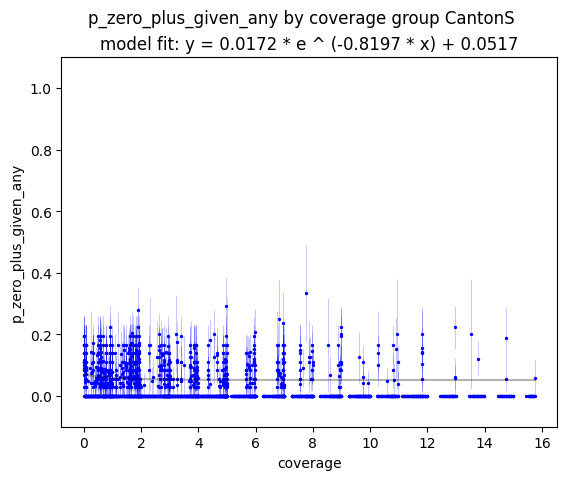 p_zero_plus_given_any by coverage group CantonS
model fit: y = 0.0172 * e ^ (-0.8197 * x) + 0.0517
1.0
0.8
0.6
0.4
0.2
0.0
p_zero_plus_given_any
0 2 4 6 8 10 12 14 16
coverage